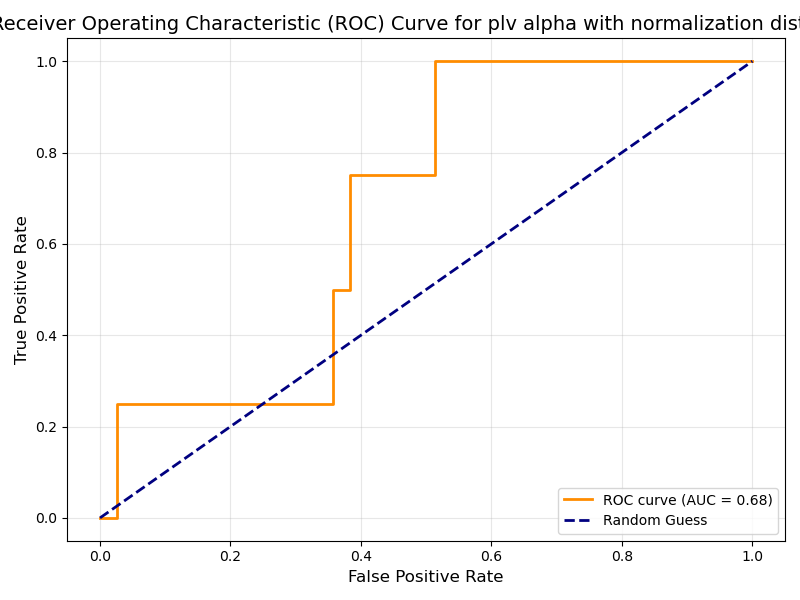 Receiver Operating Characteristic (ROC) Curve for plv alpha with normalization dist
1.0
0.8
0.6
0.4
0.2
0.0
True Positive Rate
0.0 0.2 0.4 0.6 0.8 1.0
False Positive Rate
ROC curve (AUC = 0.68)
Random Guess